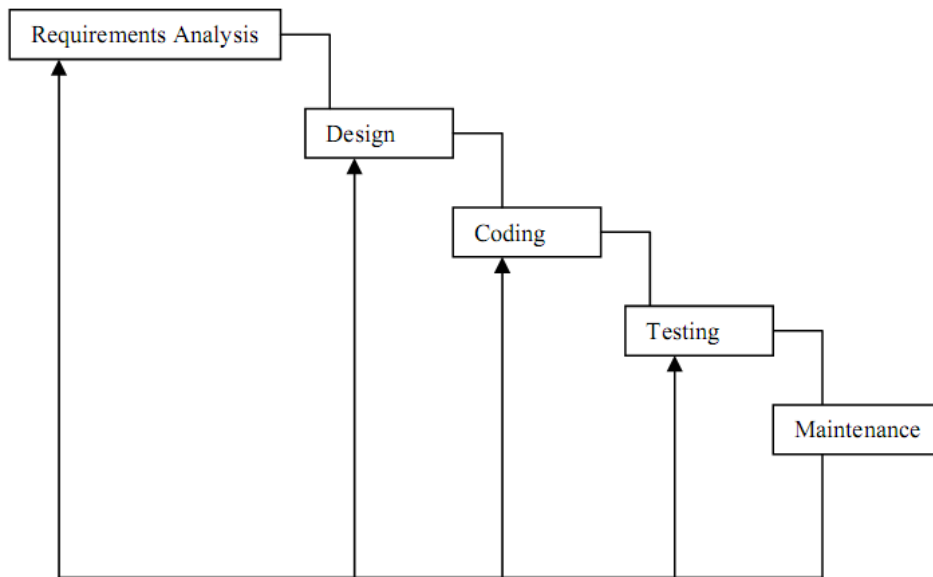 Requirements Analysis
Design
Coding
Testing
Maintenance